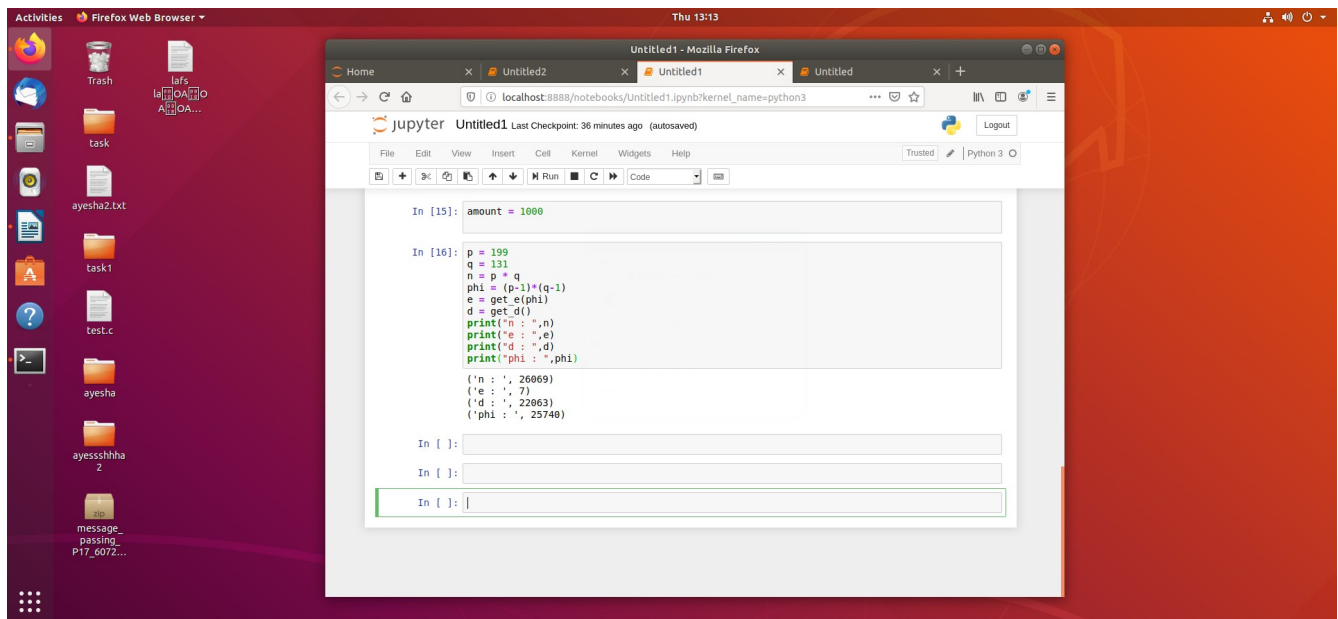 Activities Firefox Web Browser Thu 13:13
Untitled1 - Mozilla Firefox
Home Untitled2 Untitled1 Untitled
localhost:8888/notebooks/Untitled1.ipynb?kernel_name=python3
jupyter Untitled1 Last Checkpoint: 36 minutes ago (autosaved) Logout
File Edit View Insert Cell Kernel Widgets Help Trusted Python 3
Run Code
In [15]: amount = 1000
In [16]: p = 199
q = 131
n = p * q
phi = (p-1)*(q-1)
e = get_e(phi)
d = get_d()
print("n : ",n)
print("e : ",e)
print("d : ",d)
print("phi : ",phi)
('n : ', 26069)
('e : ', 7)
('d : ', 22063)
('phi : ', 25740)
In [ ]:
In [ ]:
In [ ]:
Trash
lafs
task
ayesha2.txt
task1
test.c
ayesha
ayessshhha
2
zip
message_
passing_
P17_6072...